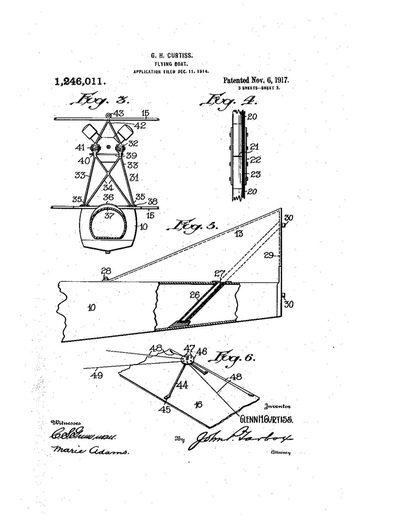 G. H. CURTISS.
FLYING BOAT.
APPLICATION FILED DEC. 11, 1914.
1,246,011. Patented Nov. 6, 1917.
3 SHEETS—SHEET 3.
Fig. 3. Fig. 4.
43 15 20
42
41 32 21
40 39 22
33 33 31 23
34
35 36 35 38 20
37 15
10
Fig. 5.
30
13
29
28 27
26
10 30
48 47 46 Fig. 6.
49 44 48
45 16
Inventor
GLENN H. CURTISS.
Witnesses
Marie Adams.
By John P. Tarbox
Attorney